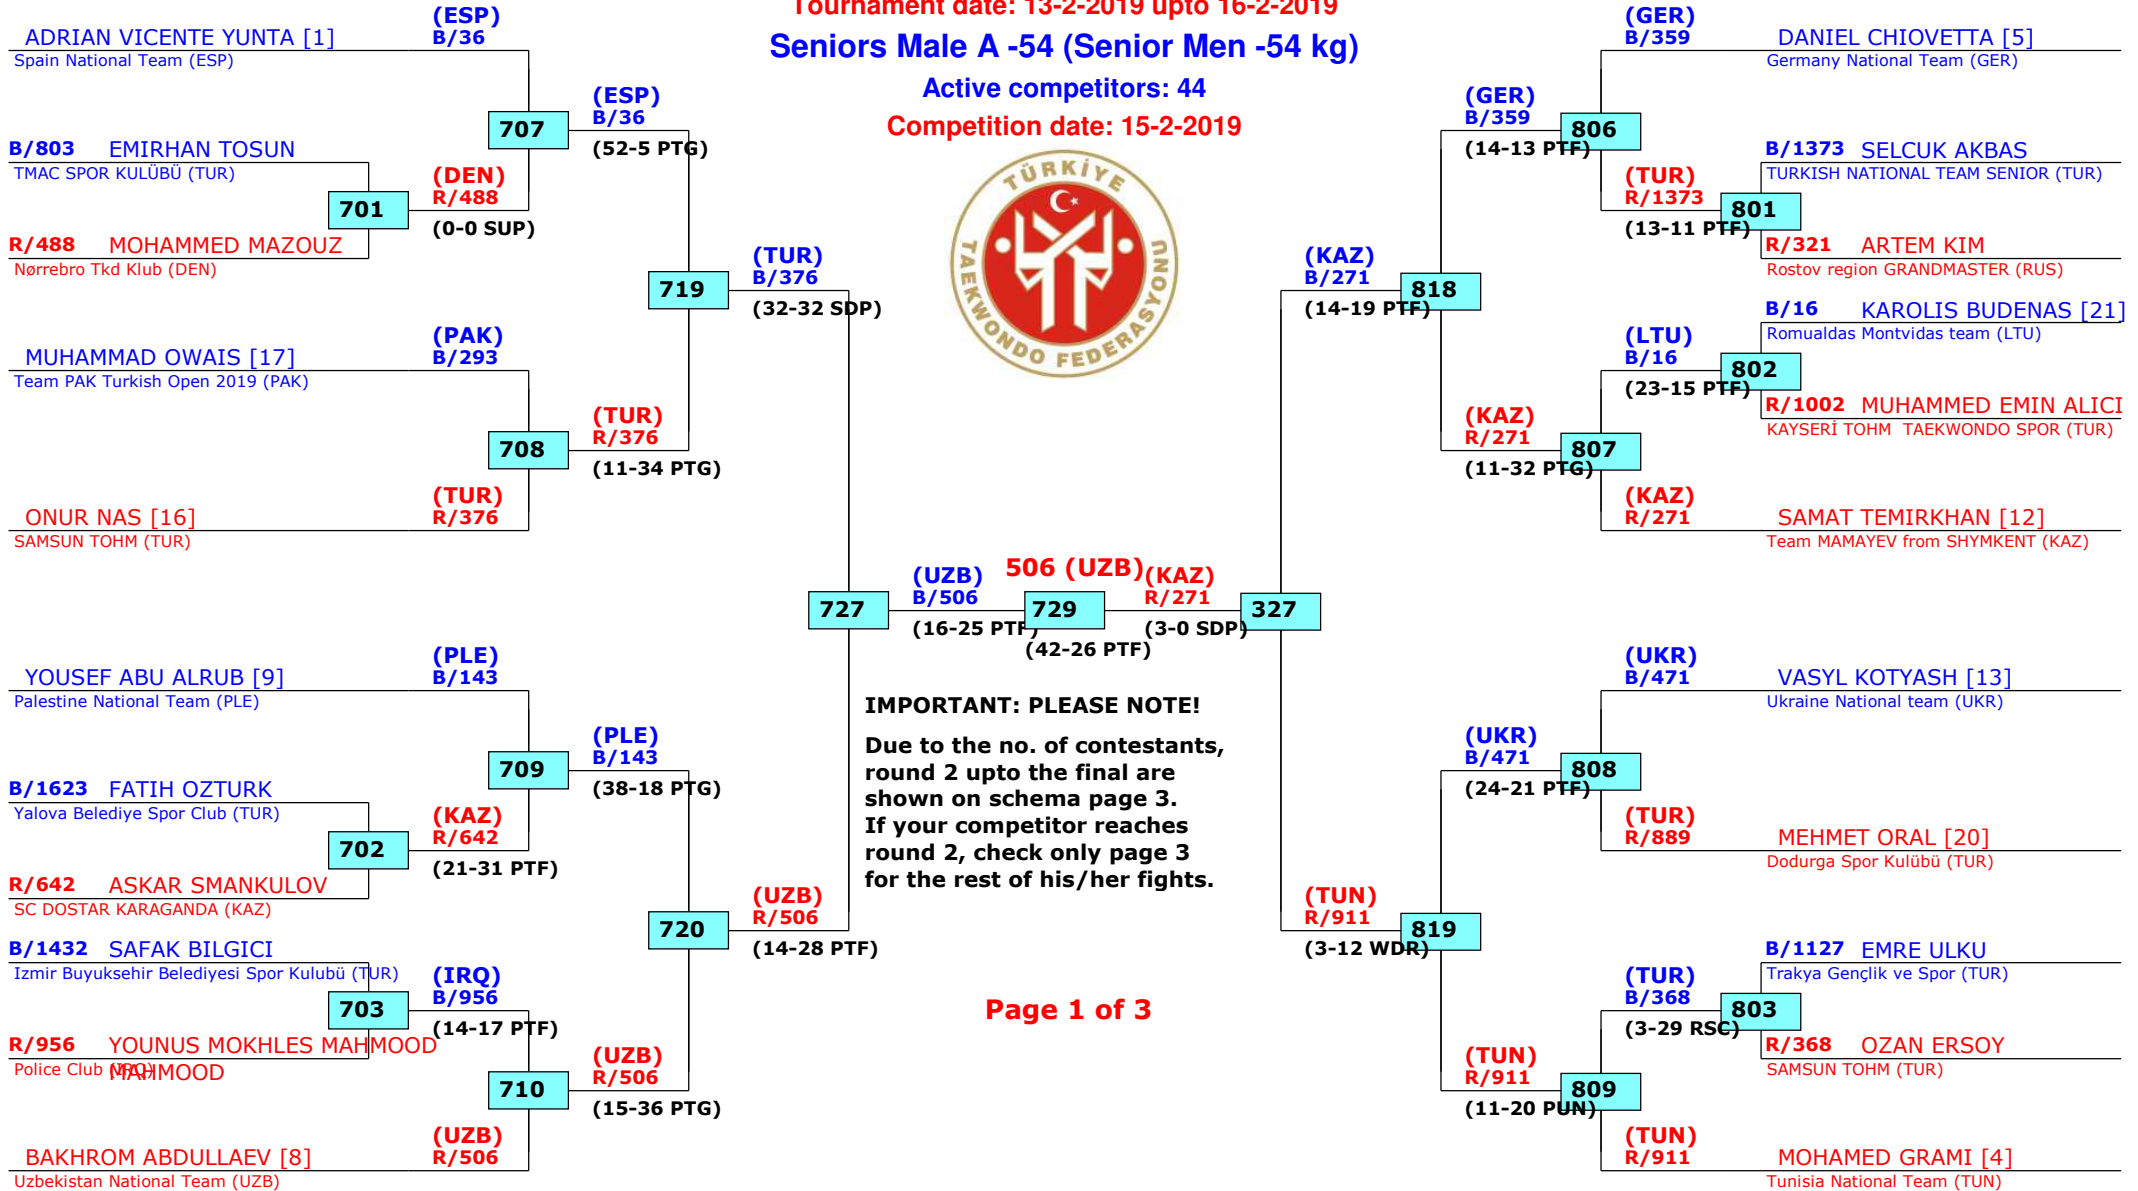 Tournament date: 13-2-2019 upto 16-2-2019
Seniors Male A -54 (Senior Men -54 kg)
Active competitors: 44
Competition date: 15-2-2019
TÜRKİYE
TAEKWONDO FEDERASYONU
ADRIAN VICENTE YUNTA [1]
Spain National Team (ESP)
(ESP)
B/36
B/803 EMIRHAN TOSUN
TMAC SPOR KULÜBÜ (TUR)
701
R/488 MOHAMMED MAZOUZ
Nørrebro Tkd Klub (DEN)
(DEN)
R/488
(0-0 SUP)
707
(ESP)
B/36
(52-5 PTG)
MUHAMMAD OWAIS [17]
Team PAK Turkish Open 2019 (PAK)
(PAK)
B/293
708
ONUR NAS [16]
SAMSUN TOHM (TUR)
(TUR)
R/376
(TUR)
R/376
(11-34 PTG)
719
(TUR)
B/376
(32-32 SDP)
YOUSEF ABU ALRUB [9]
Palestine National Team (PLE)
(PLE)
B/143
B/1623 FATIH OZTURK
Yalova Belediye Spor Club (TUR)
702
R/642 ASKAR SMANKULOV
SC DOSTAR KARAGANDA (KAZ)
(KAZ)
R/642
(21-31 PTF)
709
(PLE)
B/143
(38-18 PTG)
B/1432 SAFAK BILGICI
Izmir Buyuksehir Belediyesi Spor Kulubü (TUR)
703
R/956 YOUNUS MOKHLES MAHMOOD
MAHMOOD
Police Club (IRQ)
(IRQ)
B/956
(14-17 PTF)
710
BAKHROM ABDULLAEV [8]
Uzbekistan National Team (UZB)
(UZB)
R/506
(UZB)
R/506
(15-36 PTG)
720
(UZB)
R/506
(14-28 PTF)
727
(UZB)
B/506
(16-25 PTF)
506 (UZB)
729
(42-26 PTF)
(KAZ)
R/271
(3-0 SDP)
327
IMPORTANT: PLEASE NOTE!
Due to the no. of contestants,
round 2 upto the final are
shown on schema page 3.
If your competitor reaches
round 2, check only page 3
for the rest of his/her fights.
Page 1 of 3
(KAZ)
B/271
(14-19 PTF)
818
(GER)
B/359
(14-13 PTF)
806
(GER)
B/359
DANIEL CHIOVETTA [5]
Germany National Team (GER)
(TUR)
R/1373
(13-11 PTF)
801
B/1373 SELCUK AKBAS
TURKISH NATIONAL TEAM SENIOR (TUR)
R/321 ARTEM KIM
Rostov region GRANDMASTER (RUS)
(KAZ)
R/271
(11-32 PTG)
807
(LTU)
B/16
(23-15 PTF)
802
B/16 KAROLIS BUDENAS [21]
Romualdas Montvidas team (LTU)
R/1002 MUHAMMED EMIN ALICI
KAYSERİ TOHM TAEKWONDO SPOR (TUR)
(KAZ)
R/271
SAMAT TEMIRKHAN [12]
Team MAMAYEV from SHYMKENT (KAZ)
(TUN)
R/911
(3-12 WDR)
819
(UKR)
B/471
(24-21 PTF)
808
(UKR)
B/471
VASYL KOTYASH [13]
Ukraine National team (UKR)
(TUR)
R/889
MEHMET ORAL [20]
Dodurga Spor Kulübü (TUR)
(TUN)
R/911
(11-20 PUN)
809
(TUR)
B/368
(3-29 RSC)
803
B/1127 EMRE ULKU
Trakya Gençlik ve Spor (TUR)
R/368 OZAN ERSOY
SAMSUN TOHM (TUR)
(TUN)
R/911
MOHAMED GRAMI [4]
Tunisia National Team (TUN)